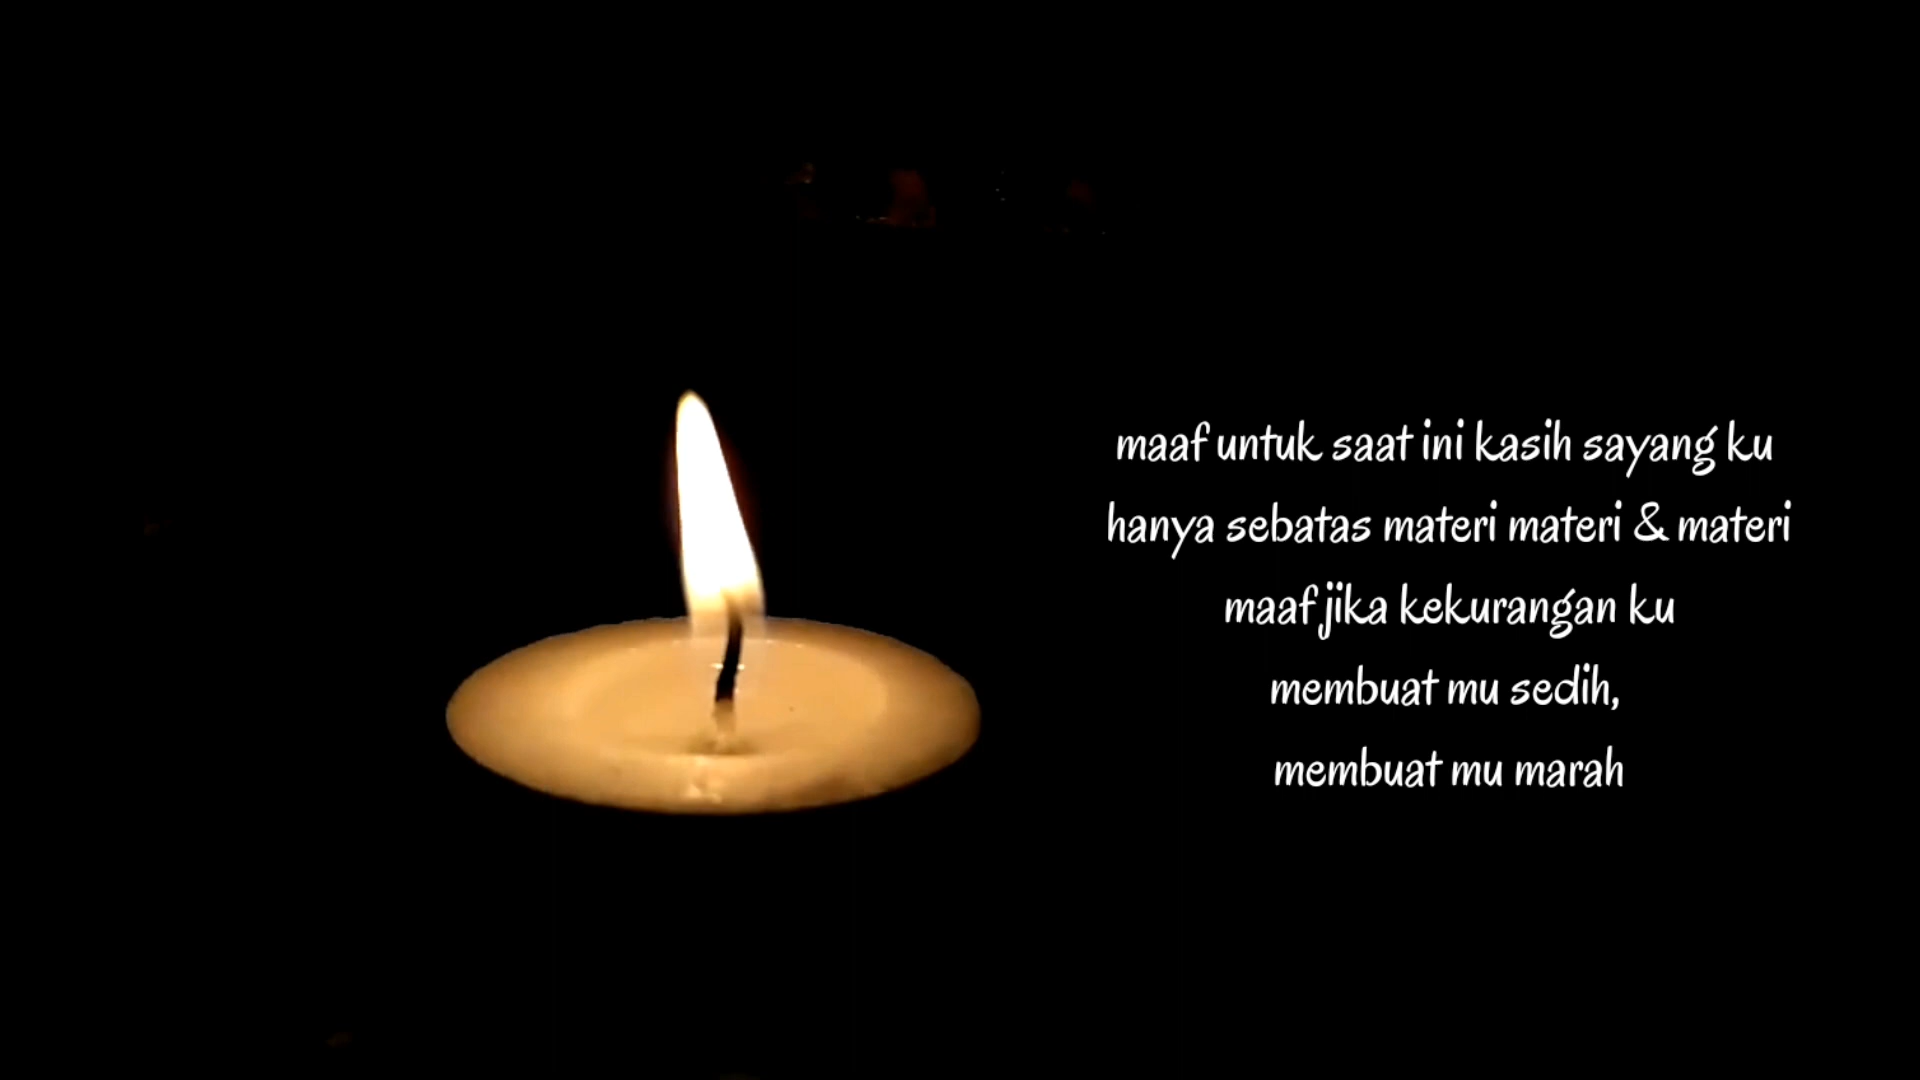 maaf untuk saat ini kasih sayang ku
hanya sebatas materi materi & materi
maaf jika kekurangan ku
membuat mu sedih,
membuat mu marah